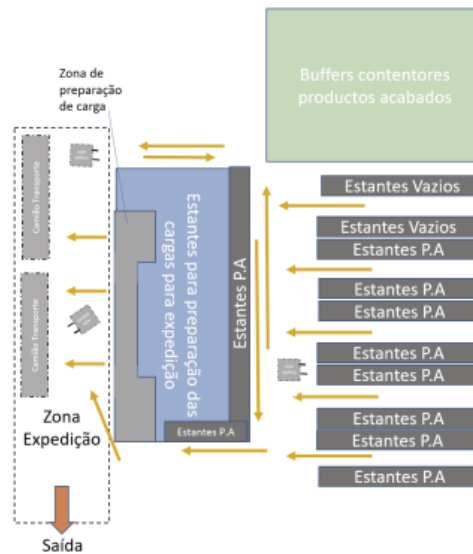 Zona de
preparação
de carga
Buffers contentores
productos acabados
Camião Transporte
Camião Transporte
Estantes para preparação das
cargas para expedição
Estantes P.A
Estantes P.A
Estantes Vazios
Estantes Vazios
Estantes P.A
Estantes P.A
Estantes P.A
Estantes P.A
Estantes P.A
Estantes P.A
Estantes P.A
Estantes P.A
Zona
Expedição
Saída